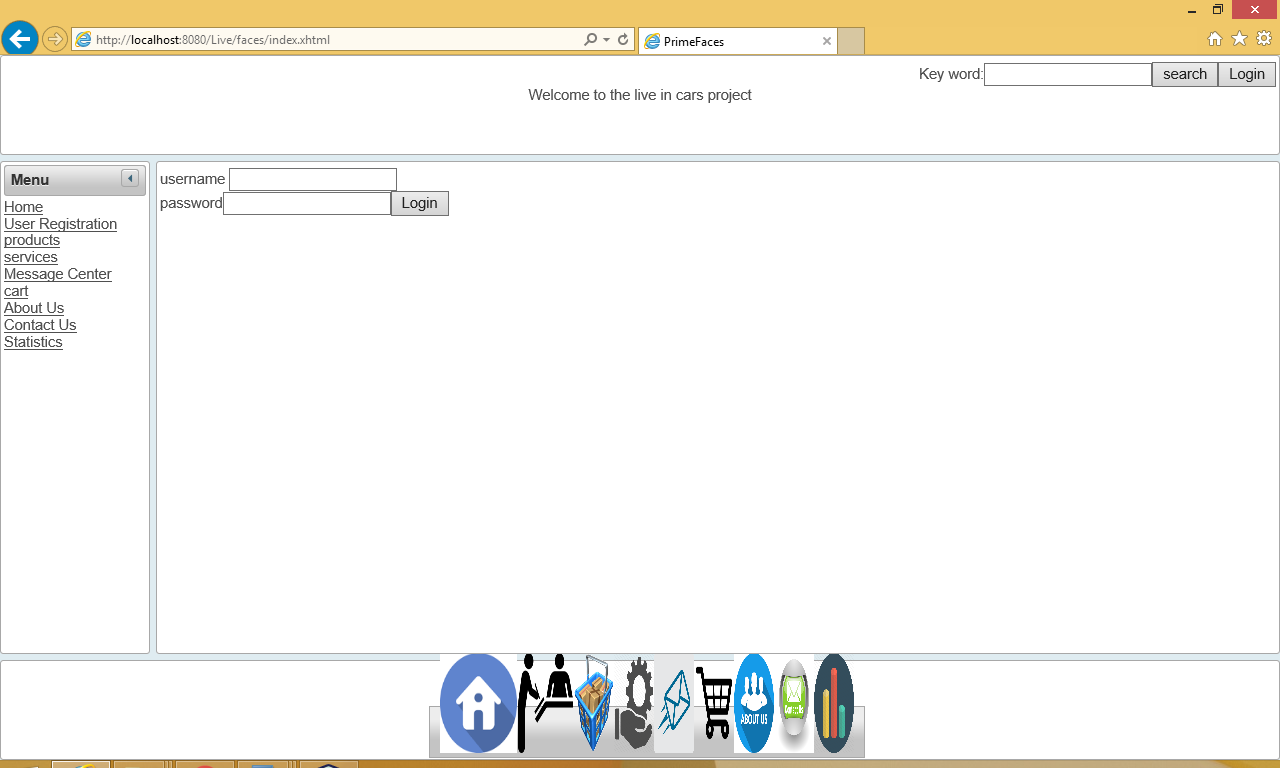 http://localhost:8080/Live/faces/index.xhtml
PrimeFaces
Key word:
search
Login
Welcome to the live in cars project
Menu
Home
User Registration
products
services
Message Center
cart
About Us
Contact Us
Statistics
username
password
Login
ABOUT US
Contact Us